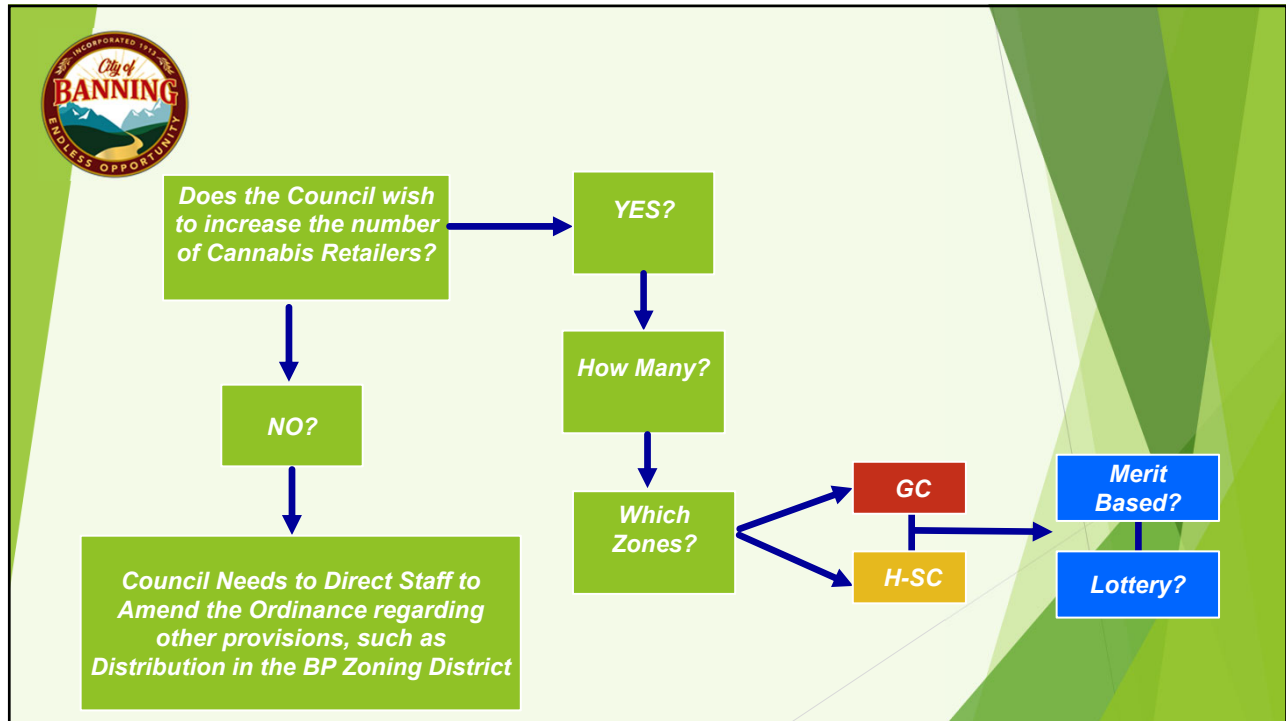 INCORPORATED 1913
City of
BANNING
ENDLESS OPPORTUNITY
Does the Council wish
to increase the number
of Cannabis Retailers?
YES?
How Many?
NO?
Which
Zones?
GC
H-SC
Merit
Based?
Lottery?
Council Needs to Direct Staff to
Amend the Ordinance regarding
other provisions, such as
Distribution in the BP Zoning District